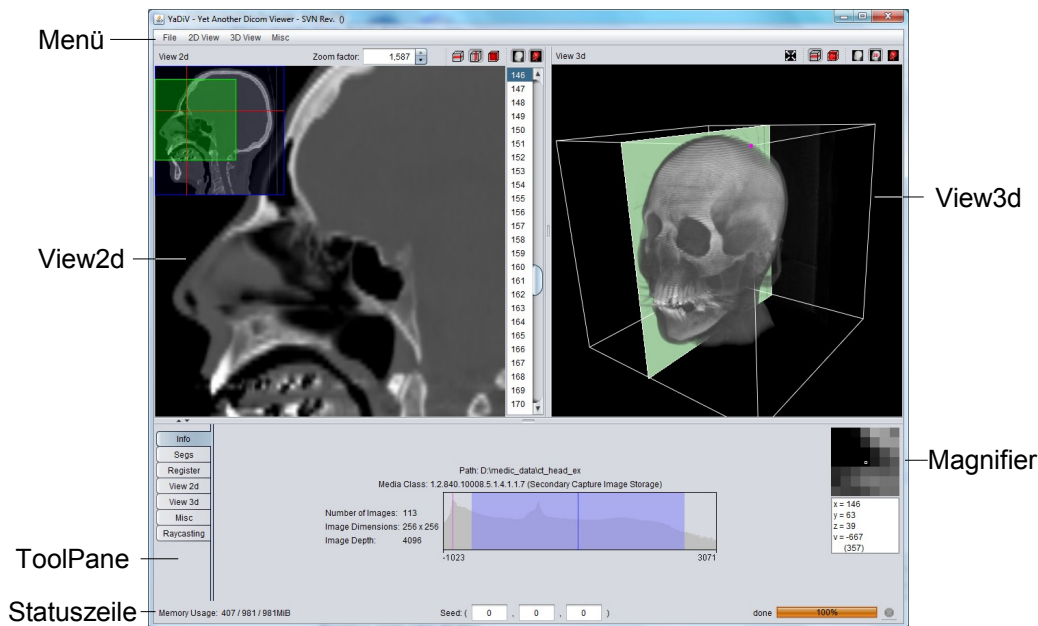 YaDiV - Yet Another Dicom Viewer - SVN Rev. ()
Menü
File 2D View 3D View Misc
View 2d Zoom factor: 1,587
View 3d
146
147
148
149
150
151
152
153
154
155
156
157
158
159
160
161
162
163
164
165
166
167
168
169
170
View2d
View3d
Info
Segs
Register
View 2d
View 3d
Misc
Raycasting
Path: D:\medic_data\ct_head_ex
Media Class: 1.2.840.10008.5.1.4.1.1.7 (Secondary Capture Image Storage)
Number of Images: 113
Image Dimensions: 256 x 256
Image Depth: 4096
-1023 3071
Magnifier
x = 146
y = 63
z = 39
v = -667
(357)
ToolPane
Statuszeile
Memory Usage: 407 / 981 / 981MiB
Seed: ( 0 , 0 , 0 )
done 100%